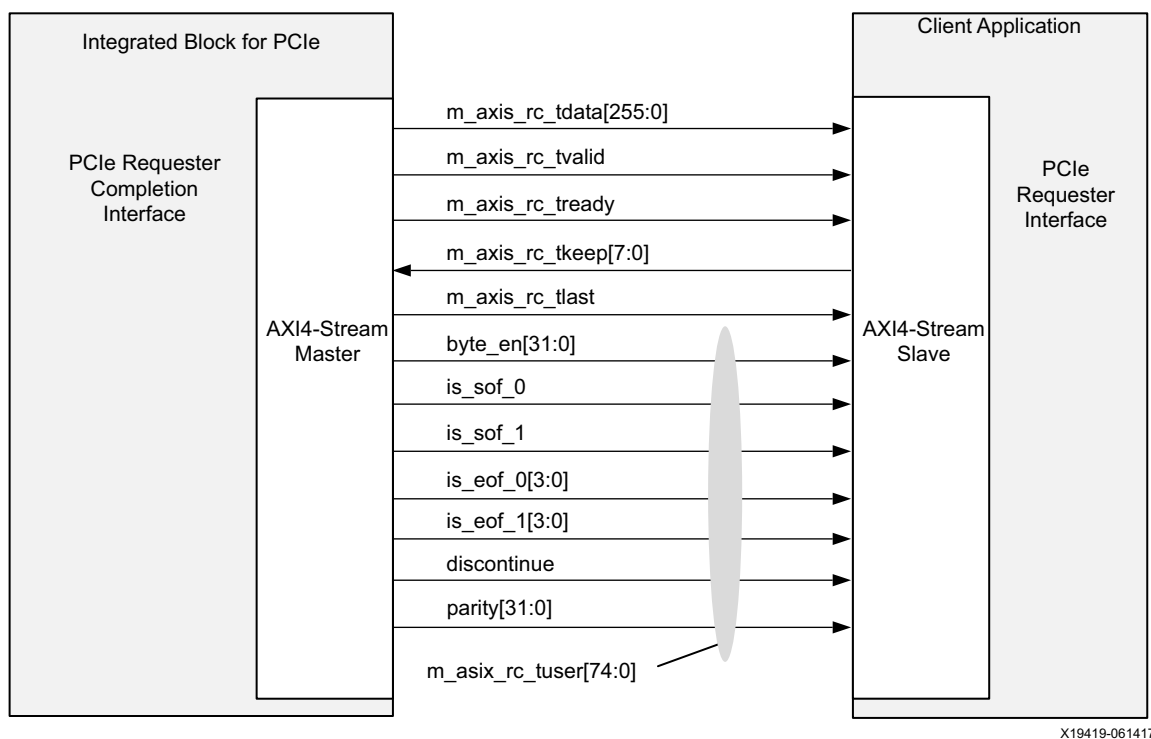 Integrated Block for PCIe
Client Application
PCIe Requester
Completion
Interface
AXI4-Stream
Master
m_axis_rc_tdata[255:0]
m_axis_rc_tvalid
m_axis_rc_tready
m_axis_rc_tkeep[7:0]
m_axis_rc_tlast
byte_en[31:0]
is_sof_0
is_sof_1
is_eof_0[3:0]
is_eof_1[3:0]
discontinue
parity[31:0]
m_asix_rc_tuser[74:0]
AXI4-Stream
Slave
PCIe
Requester
Interface
X19419-061417